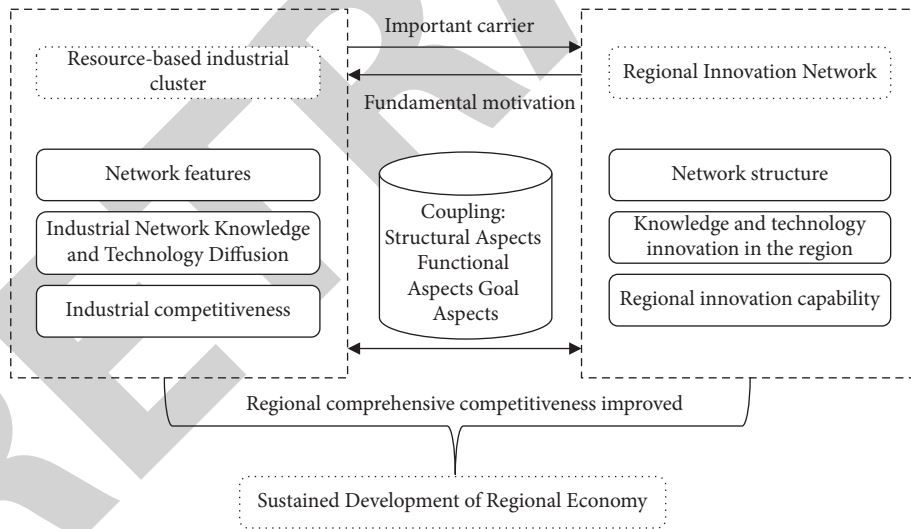 Important carrier
Resource-based industrial
cluster
Regional Innovation Network
Fundamental motivation
Network features
Network structure
Coupling:
Structural Aspects
Functional
Aspects Goal
Aspects
Industrial Network Knowledge
and Technology Diffusion
Knowledge and technology
innovation in the region
Industrial competitiveness
Regional innovation capability
Regional comprehensive competitiveness improved
Sustained Development of Regional Economy
RETRA